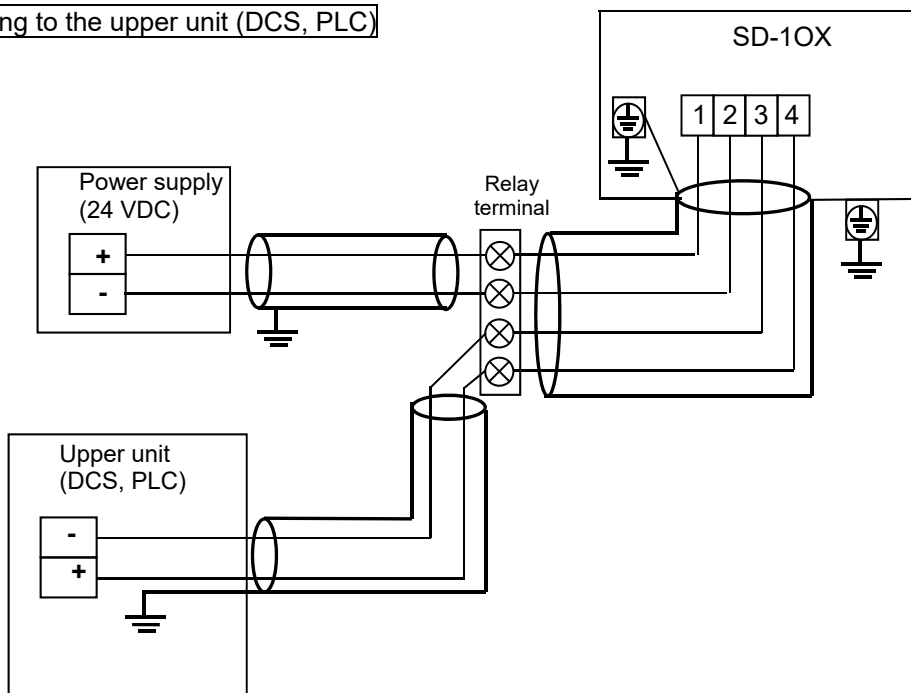 ng to the upper unit (DCS, PLC)
SD-1OX
1 2 3 4
Power supply
(24 VDC)
+
-
Relay
terminal
Upper unit
(DCS, PLC)
-
+